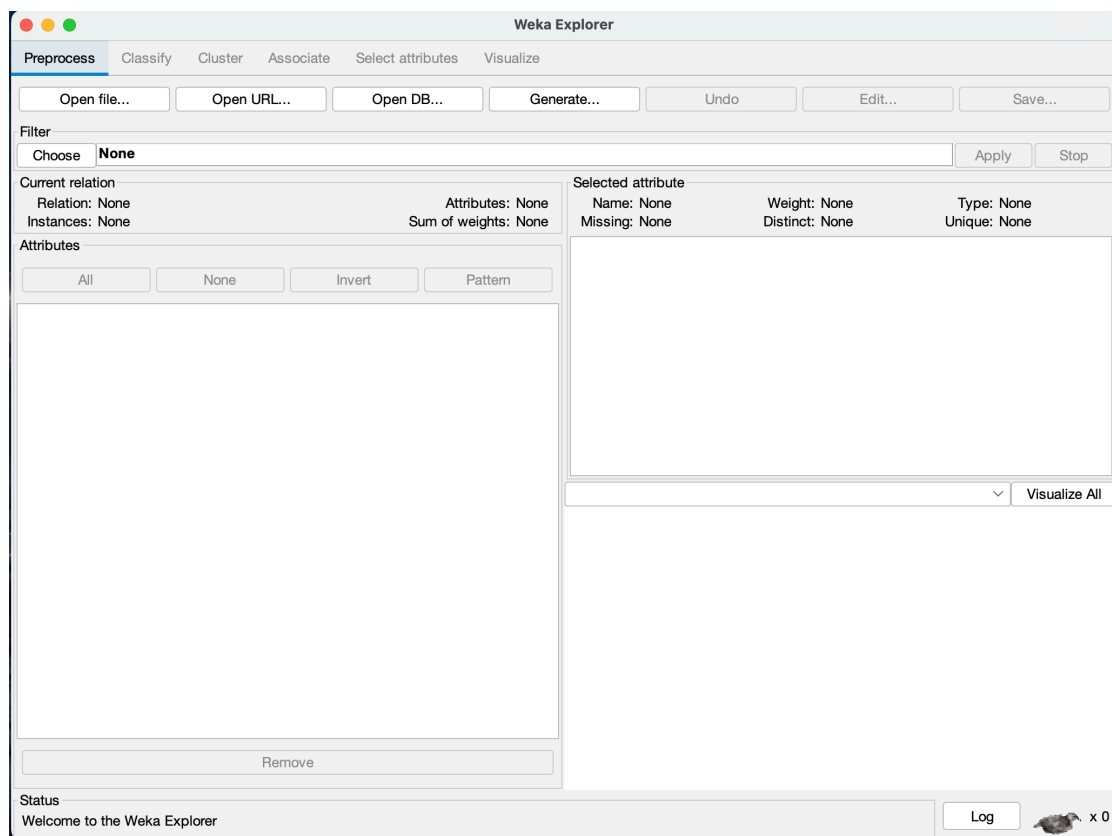 Weka Explorer
Preprocess Classify Cluster Associate Select attributes Visualize
Open file... Open URL... Open DB... Generate... Undo Edit... Save...
Filter
Choose None Apply Stop
Current relation
Relation: None Attributes: None
Instances: None Sum of weights: None
Selected attribute
Name: None Weight: None Type: None
Missing: None Distinct: None Unique: None
Attributes
All None Invert Pattern
Visualize All
Remove
Status
Welcome to the Weka Explorer
Log x 0